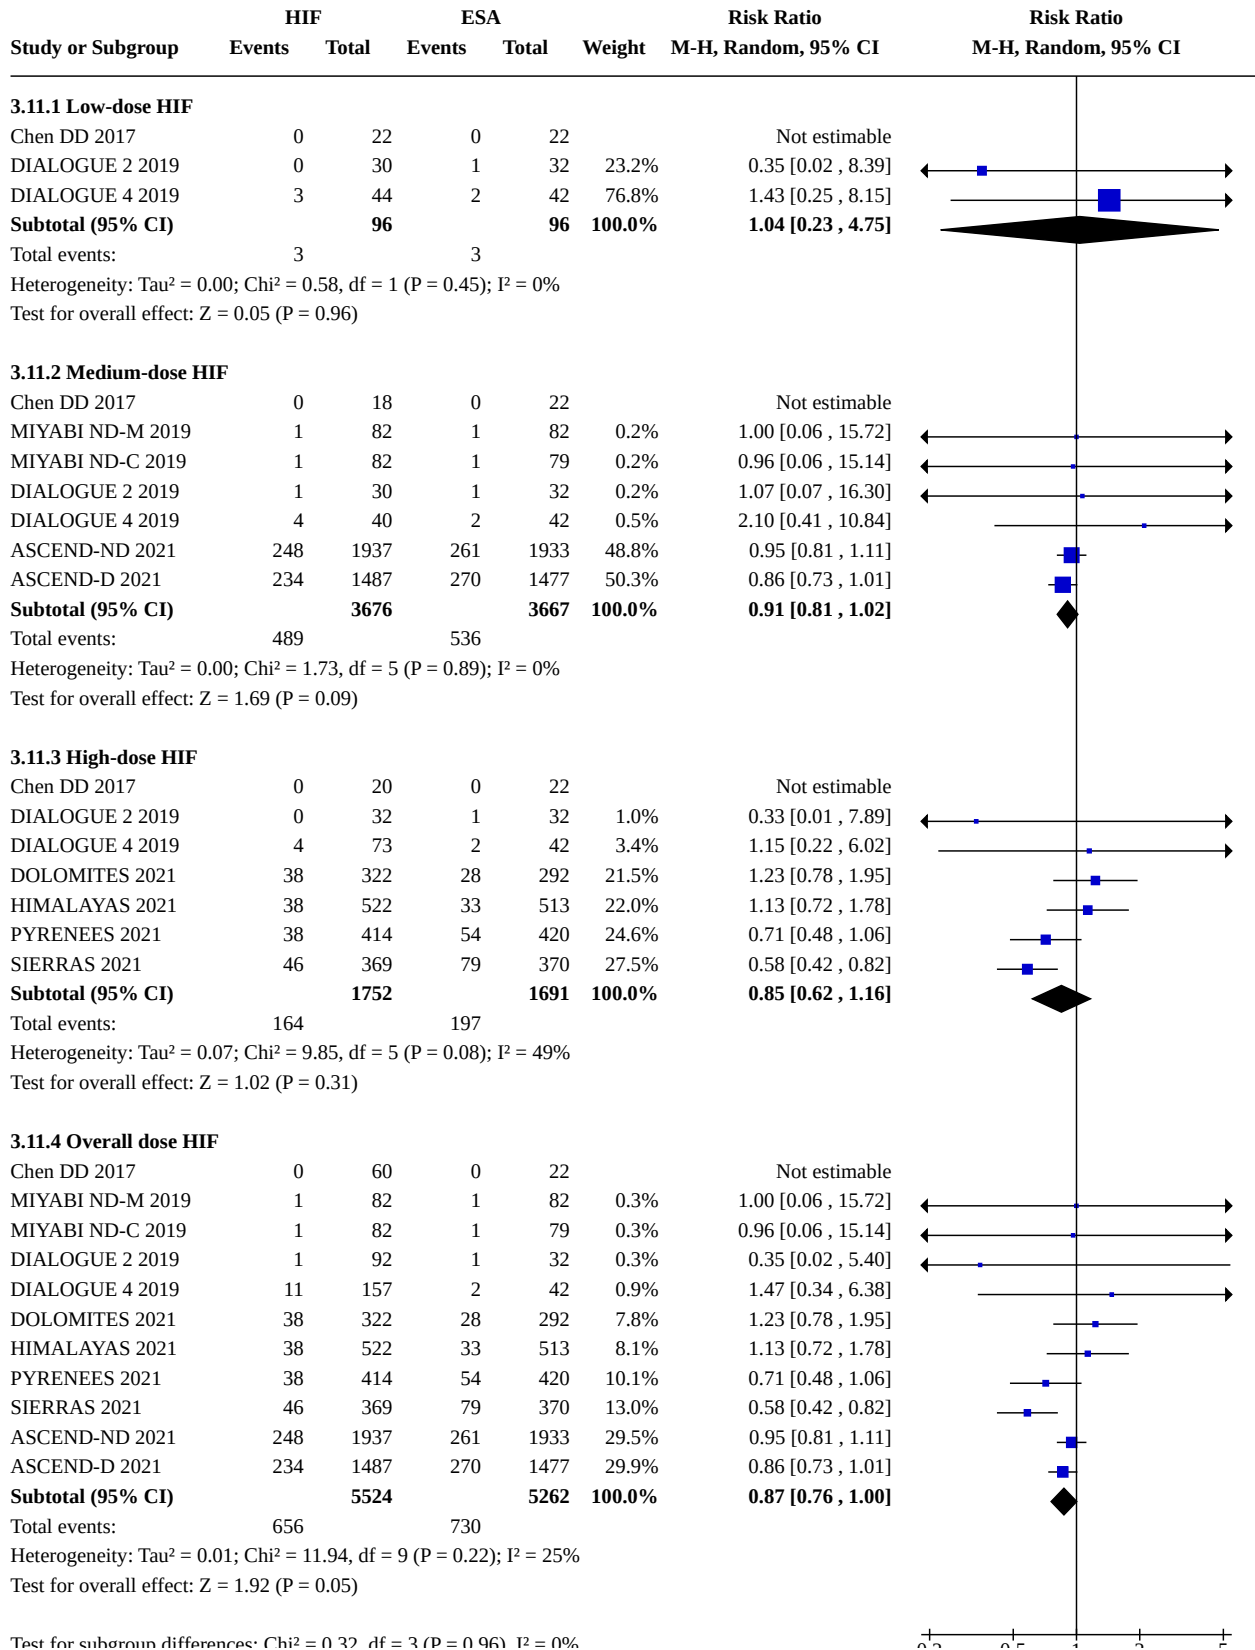 HIF ESA Risk Ratio Risk Ratio
Study or Subgroup Events Total Events Total Weight M-H, Random, 95% CI M-H, Random, 95% CI
3.11.1 Low-dose HIF
Chen DD 2017 0 22 0 22 Not estimable
DIALOGUE 2 2019 0 30 1 32 23.2% 0.35 [0.02 , 8.39]
DIALOGUE 4 2019 3 44 2 42 76.8% 1.43 [0.25 , 8.15]
Subtotal (95% CI) 96 96 100.0% 1.04 [0.23 , 4.75]
Total events: 3 3
Heterogeneity: Tau² = 0.00; Chi² = 0.58, df = 1 (P = 0.45); I² = 0%
Test for overall effect: Z = 0.05 (P = 0.96)
3.11.2 Medium-dose HIF
Chen DD 2017 0 18 0 22 Not estimable
MIYABI ND-M 2019 1 82 1 82 0.2% 1.00 [0.06 , 15.72]
MIYABI ND-C 2019 1 82 1 79 0.2% 0.96 [0.06 , 15.14]
DIALOGUE 2 2019 1 30 1 32 0.2% 1.07 [0.07 , 16.30]
DIALOGUE 4 2019 4 40 2 42 0.5% 2.10 [0.41 , 10.84]
ASCEND-ND 2021 248 1937 261 1933 48.8% 0.95 [0.81 , 1.11]
ASCEND-D 2021 234 1487 270 1477 50.3% 0.86 [0.73 , 1.01]
Subtotal (95% CI) 3676 3667 100.0% 0.91 [0.81 , 1.02]
Total events: 489 536
Heterogeneity: Tau² = 0.00; Chi² = 1.73, df = 5 (P = 0.89); I² = 0%
Test for overall effect: Z = 1.69 (P = 0.09)
3.11.3 High-dose HIF
Chen DD 2017 0 20 0 22 Not estimable
DIALOGUE 2 2019 0 32 1 32 1.0% 0.33 [0.01 , 7.89]
DIALOGUE 4 2019 4 73 2 42 3.4% 1.15 [0.22 , 6.02]
DOLOMITES 2021 38 322 28 292 21.5% 1.23 [0.78 , 1.95]
HIMALAYAS 2021 38 522 33 513 22.0% 1.13 [0.72 , 1.78]
PYRENEES 2021 38 414 54 420 24.6% 0.71 [0.48 , 1.06]
SIERRAS 2021 46 369 79 370 27.5% 0.58 [0.42 , 0.82]
Subtotal (95% CI) 1752 1691 100.0% 0.85 [0.62 , 1.16]
Total events: 164 197
Heterogeneity: Tau² = 0.07; Chi² = 9.85, df = 5 (P = 0.08); I² = 49%
Test for overall effect: Z = 1.02 (P = 0.31)
3.11.4 Overall dose HIF
Chen DD 2017 0 60 0 22 Not estimable
MIYABI ND-M 2019 1 82 1 82 0.3% 1.00 [0.06 , 15.72]
MIYABI ND-C 2019 1 82 1 79 0.3% 0.96 [0.06 , 15.14]
DIALOGUE 2 2019 1 92 1 32 0.3% 0.35 [0.02 , 5.40]
DIALOGUE 4 2019 11 157 2 42 0.9% 1.47 [0.34 , 6.38]
DOLOMITES 2021 38 322 28 292 7.8% 1.23 [0.78 , 1.95]
HIMALAYAS 2021 38 522 33 513 8.1% 1.13 [0.72 , 1.78]
PYRENEES 2021 38 414 54 420 10.1% 0.71 [0.48 , 1.06]
SIERRAS 2021 46 369 79 370 13.0% 0.58 [0.42 , 0.82]
ASCEND-ND 2021 248 1937 261 1933 29.5% 0.95 [0.81 , 1.11]
ASCEND-D 2021 234 1487 270 1477 29.9% 0.86 [0.73 , 1.01]
Subtotal (95% CI) 5524 5262 100.0% 0.87 [0.76 , 1.00]
Total events: 656 730
Heterogeneity: Tau² = 0.01; Chi² = 11.94, df = 9 (P = 0.22); I² = 25%
Test for overall effect: Z = 1.92 (P = 0.05)
Test for subgroup differences: Chi² = 0.32, df = 3 (P = 0.96), I² = 0% 0.2 0.5 1 2 5